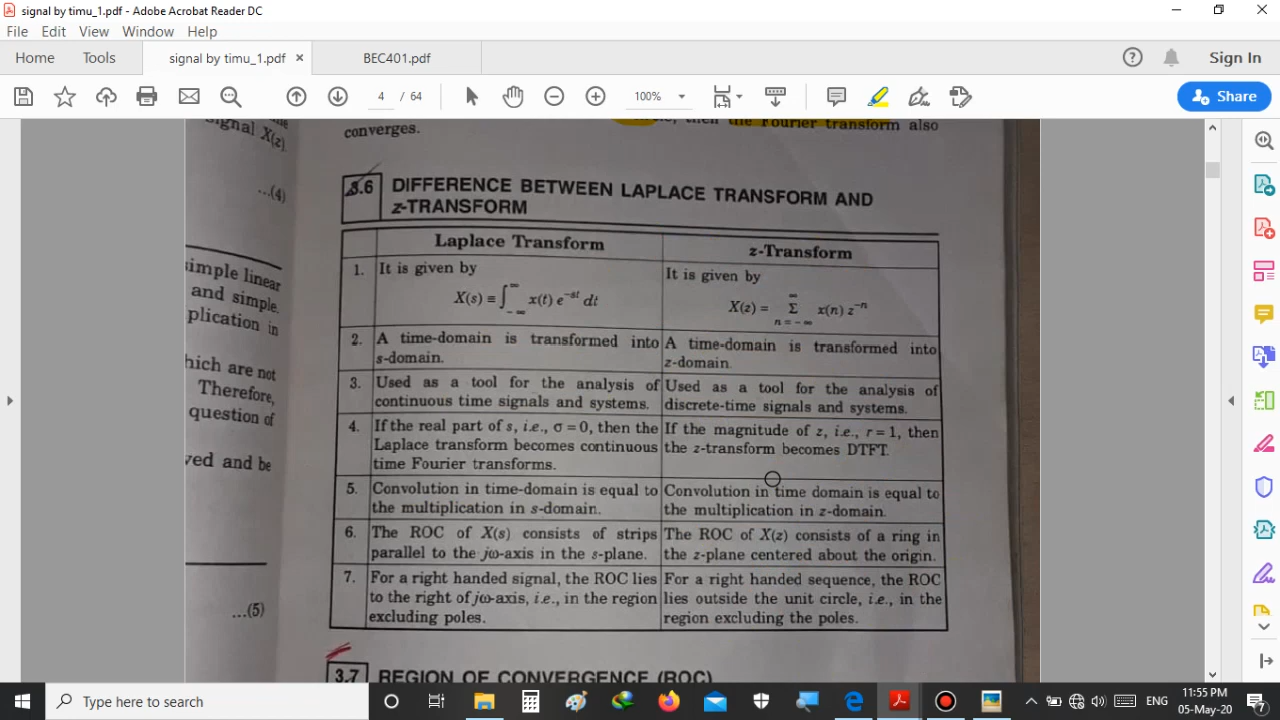 signal by timu_1.pdf - Adobe Acrobat Reader DC
File Edit View Window Help
Home Tools signal by timu_1.pdf × BEC401.pdf Sign In
4 / 64 100% Share
signal X(z)
...(4)
simple linear
and simple.
plication in
hich are not
Therefore,
question of
ved and be
...(5)
then the Fourier transform also
converges.
3.6 DIFFERENCE BETWEEN LAPLACE TRANSFORM AND
z-TRANSFORM
Laplace Transform z-Transform
1. It is given by It is given by
X(s) ≡ ∫_{-∞}^{∞} x(t) e^{-st} dt X(z) = Σ_{n=-∞}^{∞} x(n) z^{-n}
2. A time-domain is transformed into A time-domain is transformed into
s-domain. z-domain.
3. Used as a tool for the analysis of Used as a tool for the analysis of
continuous time signals and systems. discrete-time signals and systems.
4. If the real part of s, i.e., σ = 0, then the If the magnitude of z, i.e., r = 1, then
Laplace transform becomes continuous the z-transform becomes DTFT.
time Fourier transforms.
5. Convolution in time-domain is equal to Convolution in time domain is equal to
the multiplication in s-domain. the multiplication in z-domain.
6. The ROC of X(s) consists of strips The ROC of X(z) consists of a ring in
parallel to the jω-axis in the s-plane. the z-plane centered about the origin.
7. For a right handed signal, the ROC lies For a right handed sequence, the ROC
to the right of jω-axis, i.e., in the region lies outside the unit circle, i.e., in the
excluding poles. region excluding the poles.
3.7 REGION OF CONVERGENCE (ROC)
Type here to search
ENG 11:55 PM
05-May-20 7